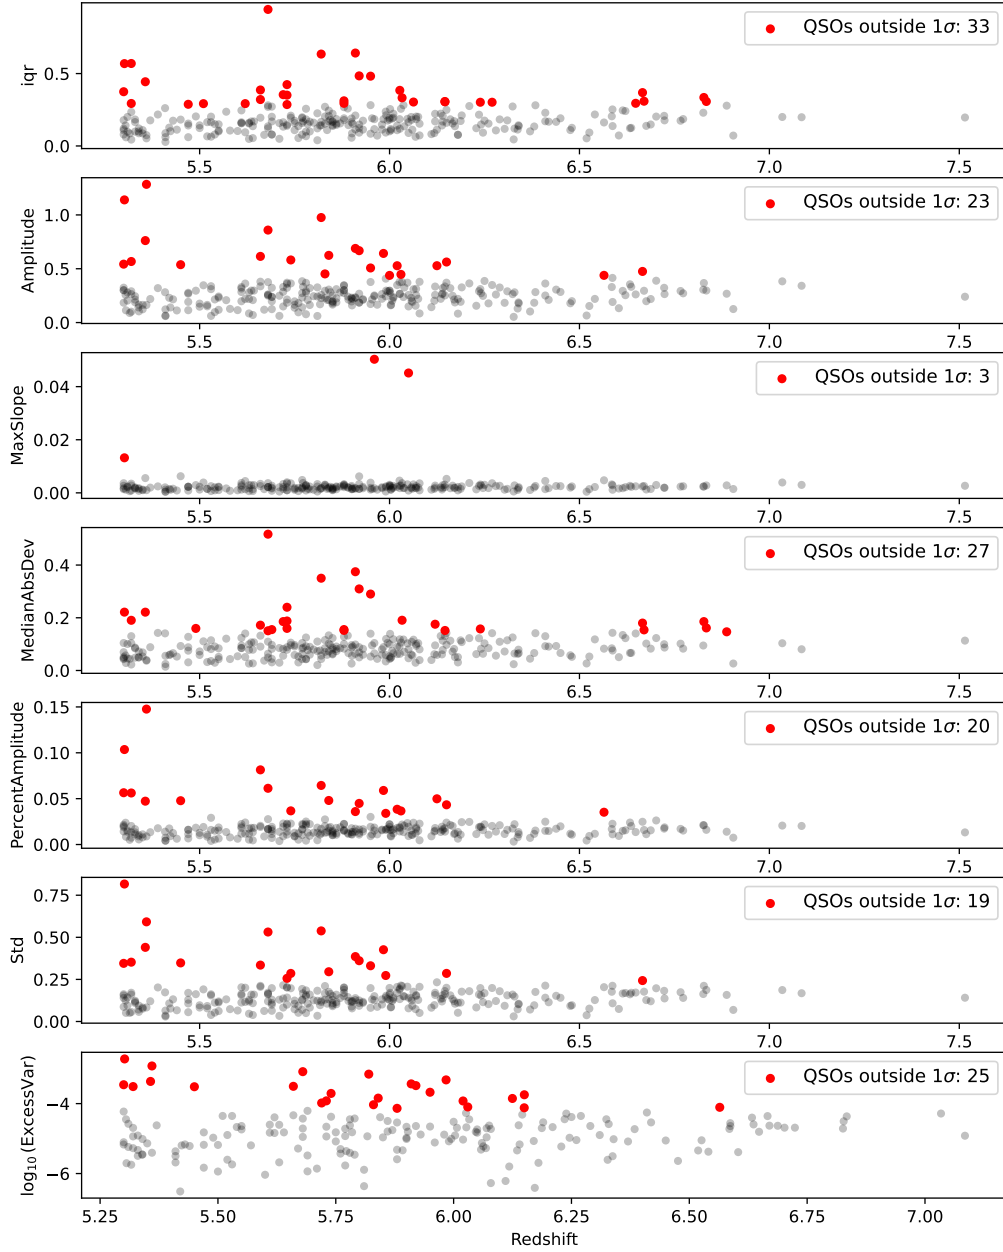 QSOs outside 1σ: 33
iqr
0.5
0.0
5.5 6.0 6.5 7.0 7.5
QSOs outside 1σ: 23
Amplitude
1.0
0.5
0.0
5.5 6.0 6.5 7.0 7.5
QSOs outside 1σ: 3
MaxSlope
0.04
0.02
0.00
5.5 6.0 6.5 7.0 7.5
QSOs outside 1σ: 27
MedianAbsDev
0.4
0.2
0.0
5.5 6.0 6.5 7.0 7.5
QSOs outside 1σ: 20
PercentAmplitude
0.15
0.10
0.05
0.00
5.5 6.0 6.5 7.0 7.5
QSOs outside 1σ: 19
Std
0.75
0.50
0.25
0.00
5.5 6.0 6.5 7.0 7.5
QSOs outside 1σ: 25
log₁₀(ExcessVar)
−4
−6
5.25 5.50 5.75 6.00 6.25 6.50 6.75 7.00
Redshift